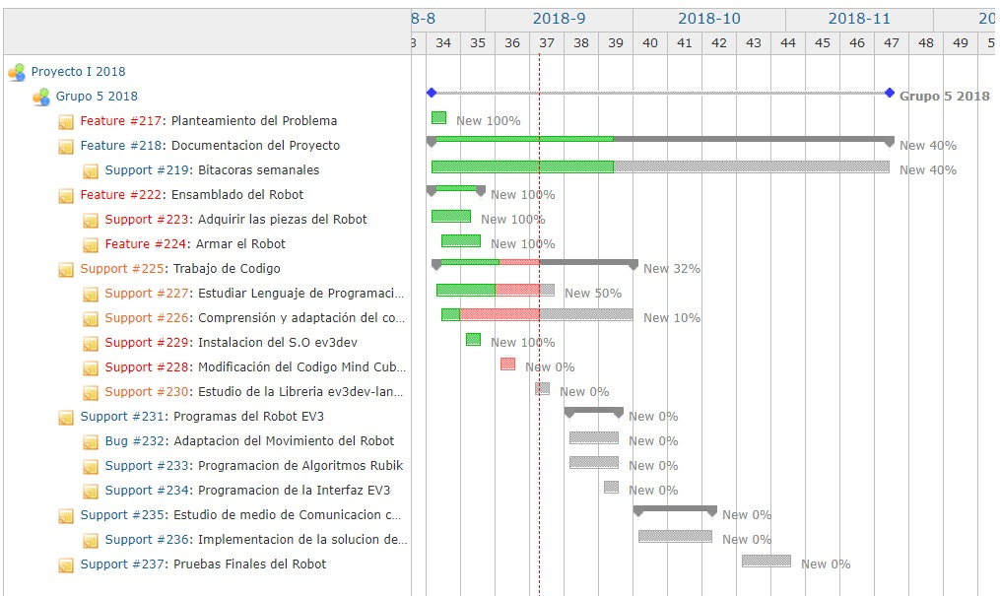 8-8 2018-9 2018-10 2018-11 20
3 34 35 36 37 38 39 40 41 42 43 44 45 46 47 48 49 5
Proyecto I 2018
Grupo 5 2018 Grupo 5 2018
Feature #217: Planteamiento del Problema New 100%
Feature #218: Documentacion del Proyecto New 40%
Support #219: Bitacoras semanales New 40%
Feature #222: Ensamblado del Robot New 100%
Support #223: Adquirir las piezas del Robot New 100%
Feature #224: Armar el Robot New 100%
Support #225: Trabajo de Codigo New 32%
Support #227: Estudiar Lenguaje de Programaci... New 50%
Support #226: Comprensión y adaptación del co... New 10%
Support #229: Instalacion del S.O ev3dev New 100%
Support #228: Modificación del Codigo Mind Cub... New 0%
Support #230: Estudio de la Libreria ev3dev-lan... New 0%
Support #231: Programas del Robot EV3 New 0%
Bug #232: Adaptacion del Movimiento del Robot New 0%
Support #233: Programacion de Algoritmos Rubik New 0%
Support #234: Programacion de la Interfaz EV3 New 0%
Support #235: Estudio de medio de Comunicacion c... New 0%
Support #236: Implementacion de la solucion de... New 0%
Support #237: Pruebas Finales del Robot New 0%